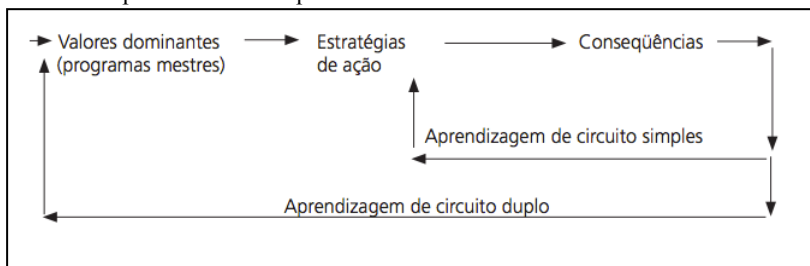 Valores dominantes
(programas mestres)
Estratégias
de ação
Conseqüências
Aprendizagem de circuito simples
Aprendizagem de circuito duplo